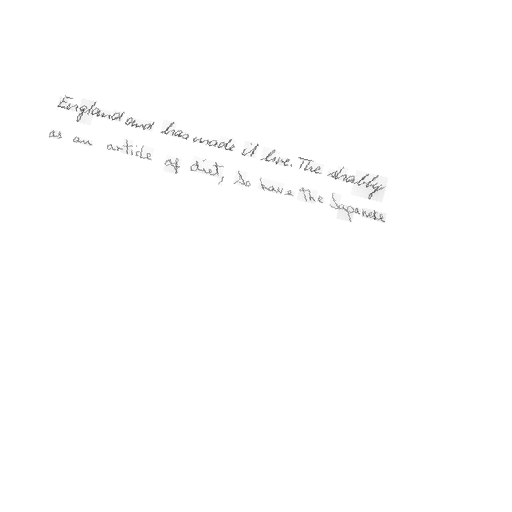 England and has made it live. The shabby
as an article of diet, So have the Japanese